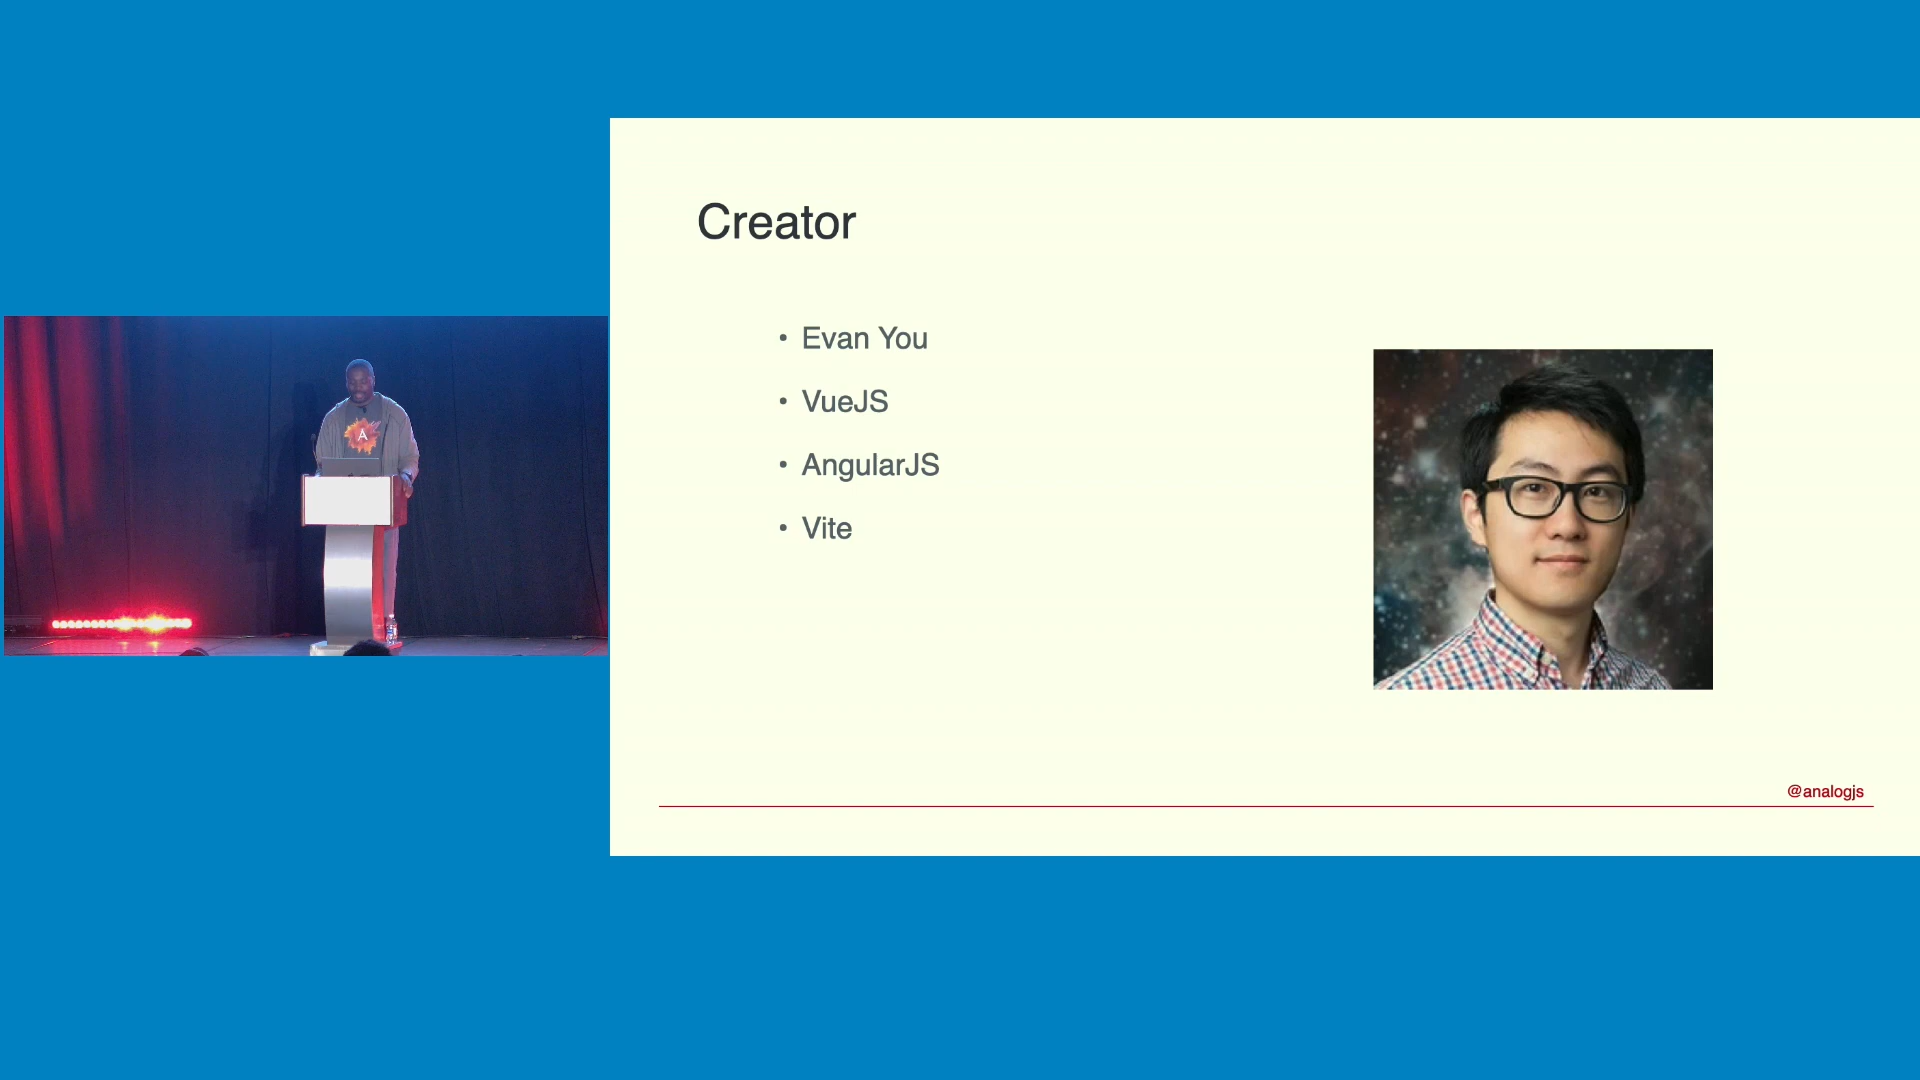 A
Creator
• Evan You
• VueJS
• AngularJS
• Vite
@analogjs